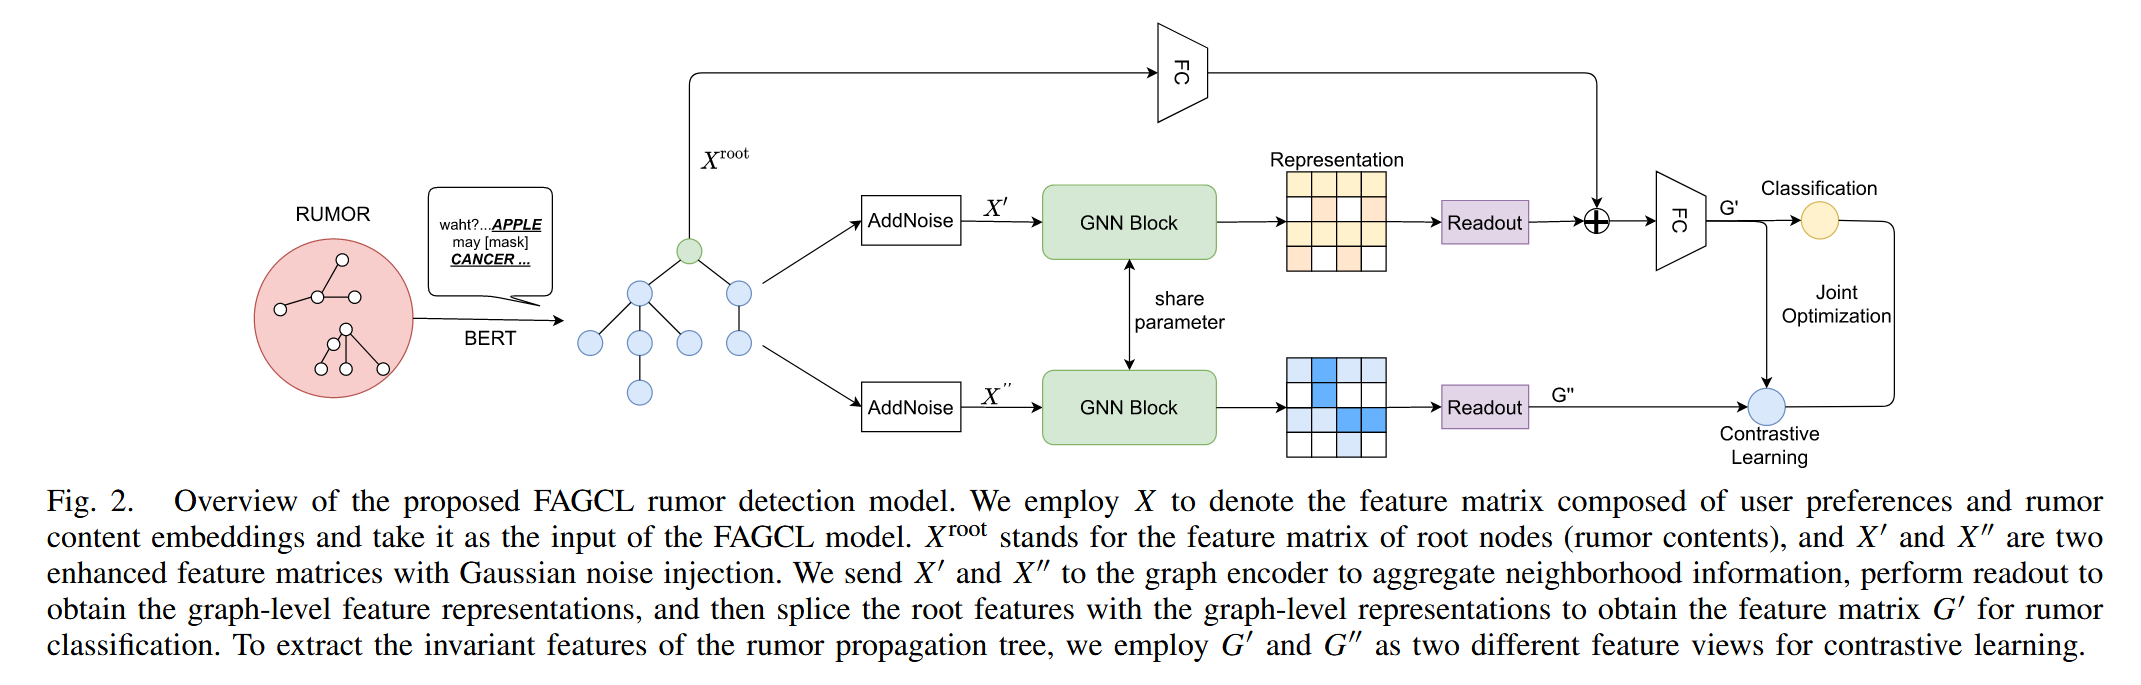 FC
X^root
Representation
Classification
RUMOR
waht?...APPLE
may [mask]
CANCER ...
AddNoise
X′
GNN Block
Readout
FC
G'
BERT
share
parameter
Joint
Optimization
AddNoise
X′′
GNN Block
Readout
G"
Contrastive
Learning
Fig. 2. Overview of the proposed FAGCL rumor detection model. We employ X to denote the feature matrix composed of user preferences and rumor
content embeddings and take it as the input of the FAGCL model. X^root stands for the feature matrix of root nodes (rumor contents), and X′ and X′′ are two
enhanced feature matrices with Gaussian noise injection. We send X′ and X′′ to the graph encoder to aggregate neighborhood information, perform readout to
obtain the graph-level feature representations, and then splice the root features with the graph-level representations to obtain the feature matrix G′ for rumor
classification. To extract the invariant features of the rumor propagation tree, we employ G′ and G′′ as two different feature views for contrastive learning.